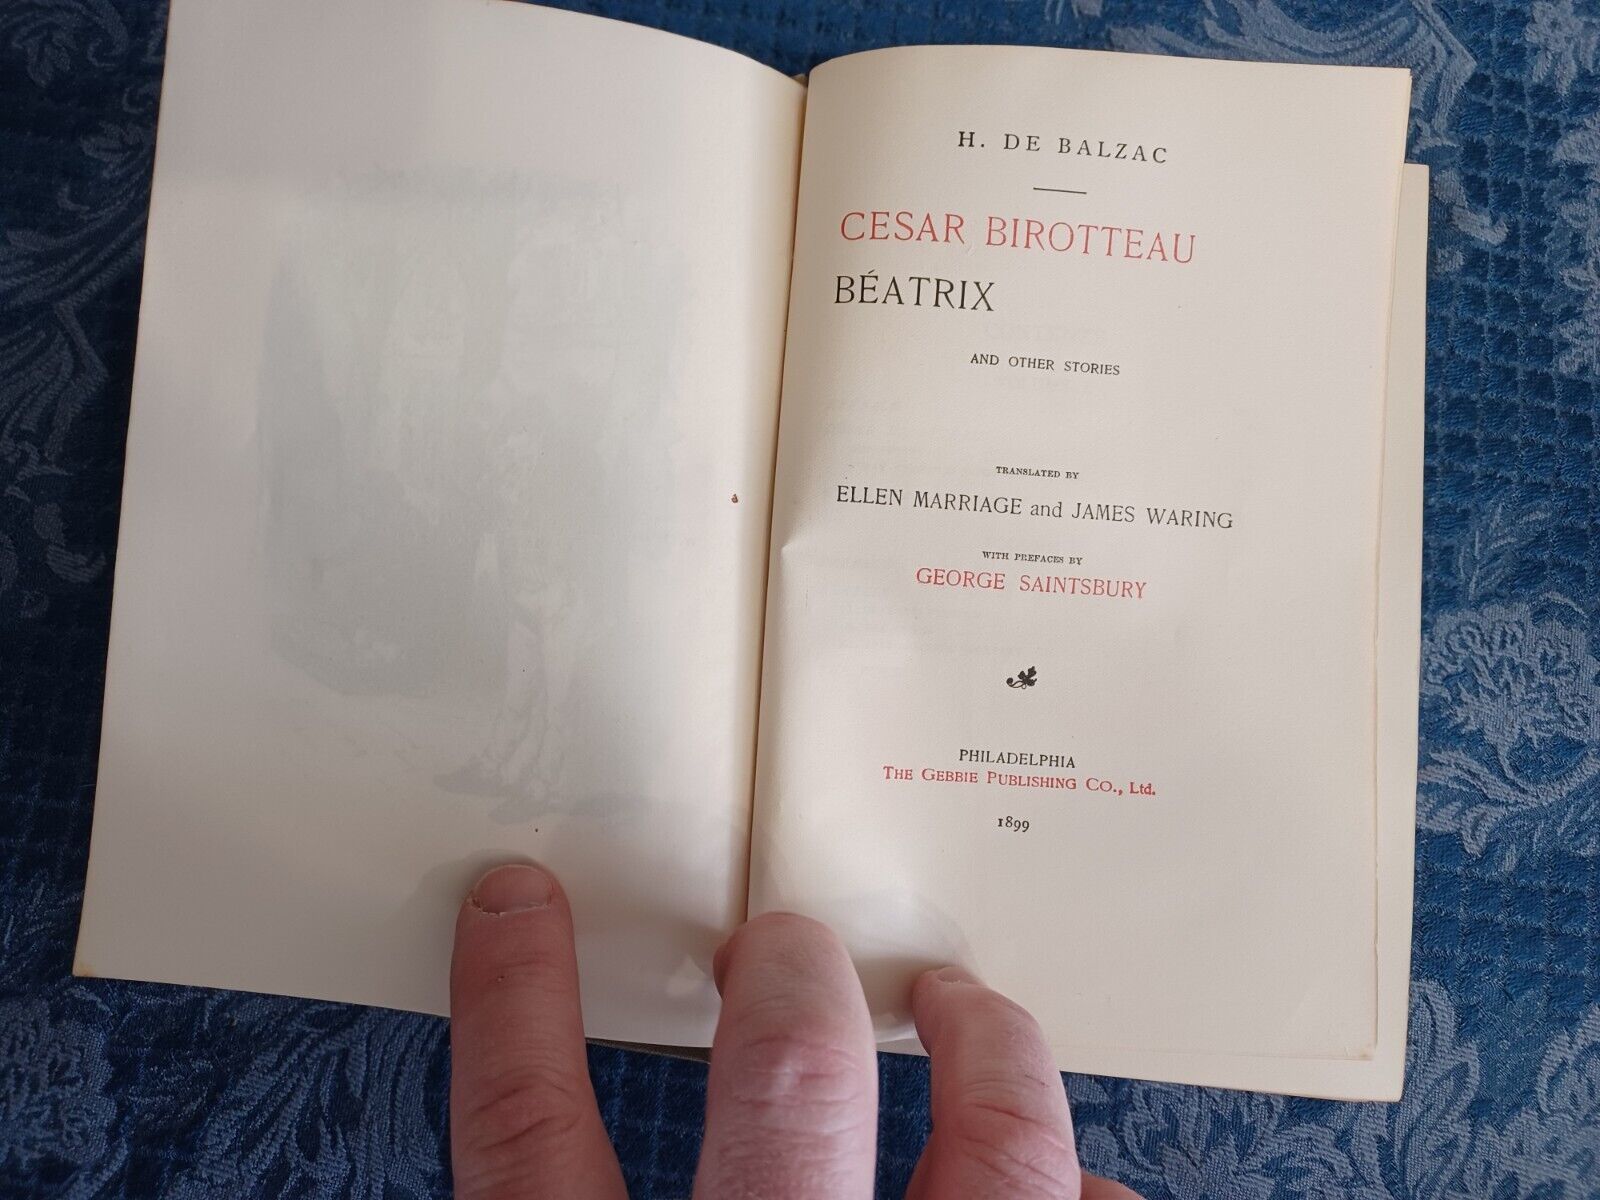 H. DE BALZAC
CESAR BIROTTEAU
BÉATRIX
AND OTHER STORIES
TRANSLATED BY
ELLEN MARRIAGE and JAMES WARING
WITH PREFACES BY
GEORGE SAINTSBURY
PHILADELPHIA
THE GEBBIE PUBLISHING CO., Ltd.
1899